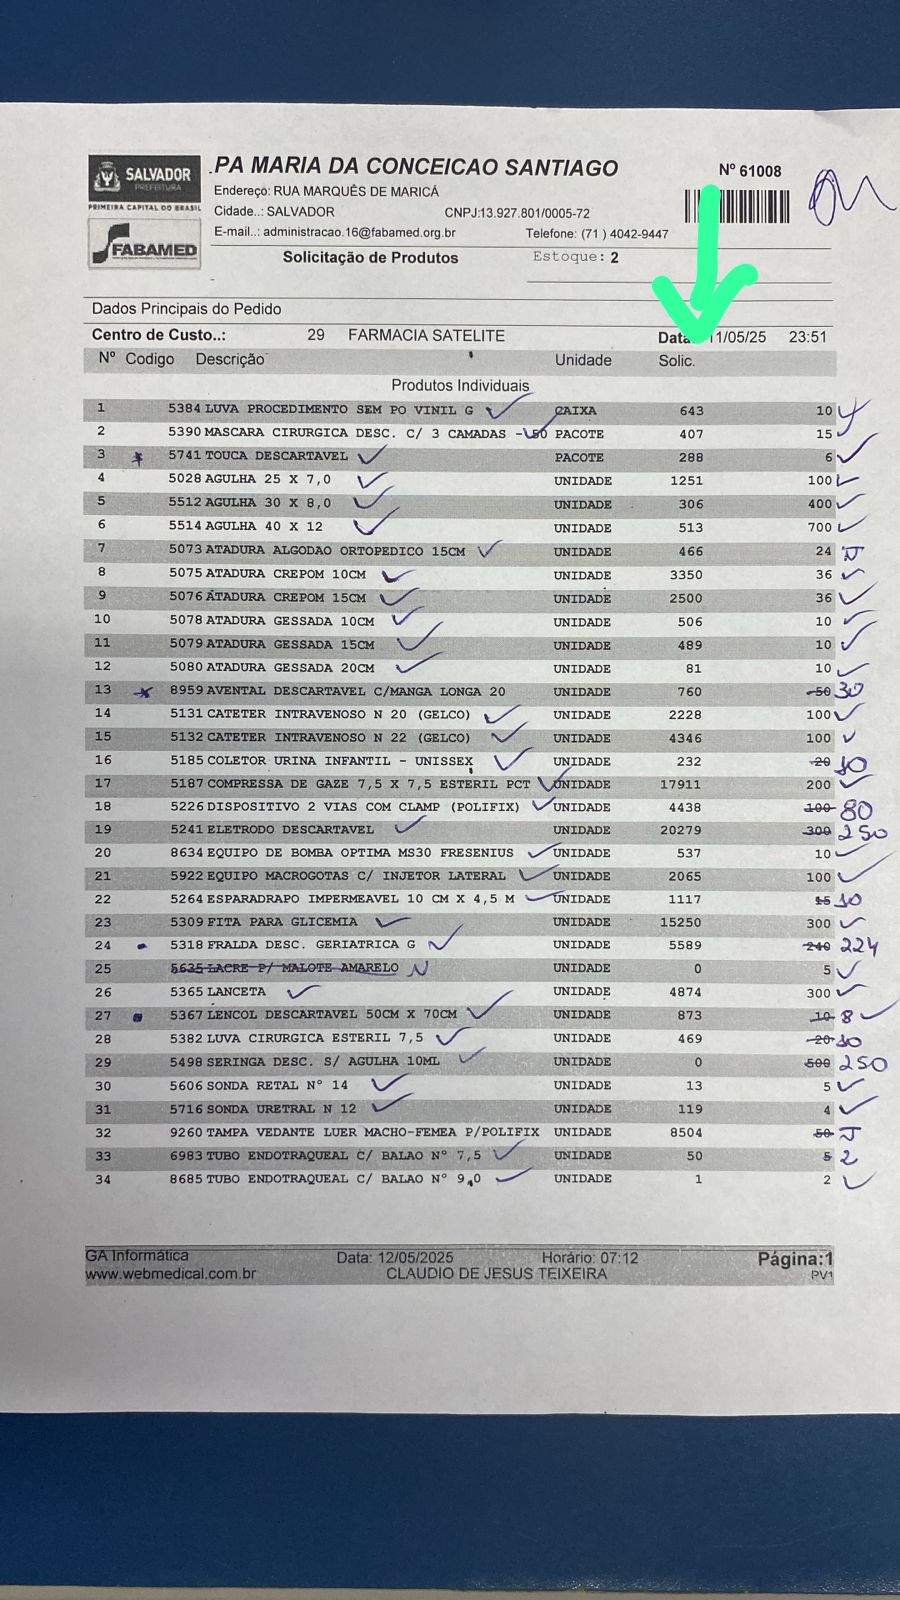 SALVADOR
PREFEITURA
PRIMEIRA CAPITAL DO BRASIL
FABAMED
.PA MARIA DA CONCEICAO SANTIAGO
Nº 61008
Endereço: RUA MARQUÊS DE MARICÁ
Cidade..: SALVADOR CNPJ:13.927.801/0005-72
E-mail..: administracao.16@fabamed.org.br Telefone: (71 ) 4042-9447
Solicitação de Produtos Estoque: 2
Dados Principais do Pedido
Centro de Custo..: 29 FARMACIA SATELITE Data 11/05/25 23:51
Nº Codigo Descrição Unidade Solic.
Produtos Individuais
1 5384 LUVA PROCEDIMENTO SEM PO VINIL G CAIXA 643 10
2 5390 MASCARA CIRURGICA DESC. C/ 3 CAMADAS - 50 PACOTE 407 15
3 5741 TOUCA DESCARTAVEL PACOTE 288 6
4 5028 AGULHA 25 X 7,0 UNIDADE 1251 100
5 5512 AGULHA 30 X 8,0 UNIDADE 306 400
6 5514 AGULHA 40 X 12 UNIDADE 513 700
7 5073 ATADURA ALGODAO ORTOPEDICO 15CM UNIDADE 466 24
8 5075 ATADURA CREPOM 10CM UNIDADE 3350 36
9 5076 ATADURA CREPOM 15CM UNIDADE 2500 36
10 5078 ATADURA GESSADA 10CM UNIDADE 506 10
11 5079 ATADURA GESSADA 15CM UNIDADE 489 10
12 5080 ATADURA GESSADA 20CM UNIDADE 81 10
13 8959 AVENTAL DESCARTAVEL C/MANGA LONGA 20 UNIDADE 760 50 30
14 5131 CATETER INTRAVENOSO N 20 (GELCO) UNIDADE 2228 100
15 5132 CATETER INTRAVENOSO N 22 (GELCO) UNIDADE 4346 100
16 5185 COLETOR URINA INFANTIL - UNISSEX UNIDADE 232 20 10
17 5187 COMPRESSA DE GAZE 7,5 X 7,5 ESTERIL PCT UNIDADE 17911 200
18 5226 DISPOSITIVO 2 VIAS COM CLAMP (POLIFIX) UNIDADE 4438 100 80
19 5241 ELETRODO DESCARTAVEL UNIDADE 20279 300 250
20 8634 EQUIPO DE BOMBA OPTIMA MS30 FRESENIUS UNIDADE 537 10
21 5922 EQUIPO MACROGOTAS C/ INJETOR LATERAL UNIDADE 2065 100
22 5264 ESPARADRAPO IMPERMEAVEL 10 CM X 4,5 M UNIDADE 1117 15 10
23 5309 FITA PARA GLICEMIA UNIDADE 15250 300
24 5318 FRALDA DESC. GERIATRICA G UNIDADE 5589 240 224
25 5635 LACRE P/ MALOTE AMARELO N UNIDADE 0 5
26 5365 LANCETA UNIDADE 4874 300
27 5367 LENCOL DESCARTAVEL 50CM X 70CM UNIDADE 873 10 8
28 5382 LUVA CIRURGICA ESTERIL 7,5 UNIDADE 469 20 10
29 5498 SERINGA DESC. S/ AGULHA 10ML UNIDADE 0 500 250
30 5606 SONDA RETAL Nº 14 UNIDADE 13 5
31 5716 SONDA URETRAL N 12 UNIDADE 119 4
32 9260 TAMPA VEDANTE LUER MACHO-FEMEA P/POLIFIX UNIDADE 8504 50
33 6983 TUBO ENDOTRAQUEAL C/ BALAO Nº 7,5 UNIDADE 50 5 2
34 8685 TUBO ENDOTRAQUEAL C/ BALAO Nº 9,0 UNIDADE 1 2
GA Informática Data: 12/05/2025 Horário: 07:12 Página:1
www.webmedical.com.br CLAUDIO DE JESUS TEIXEIRA PV1